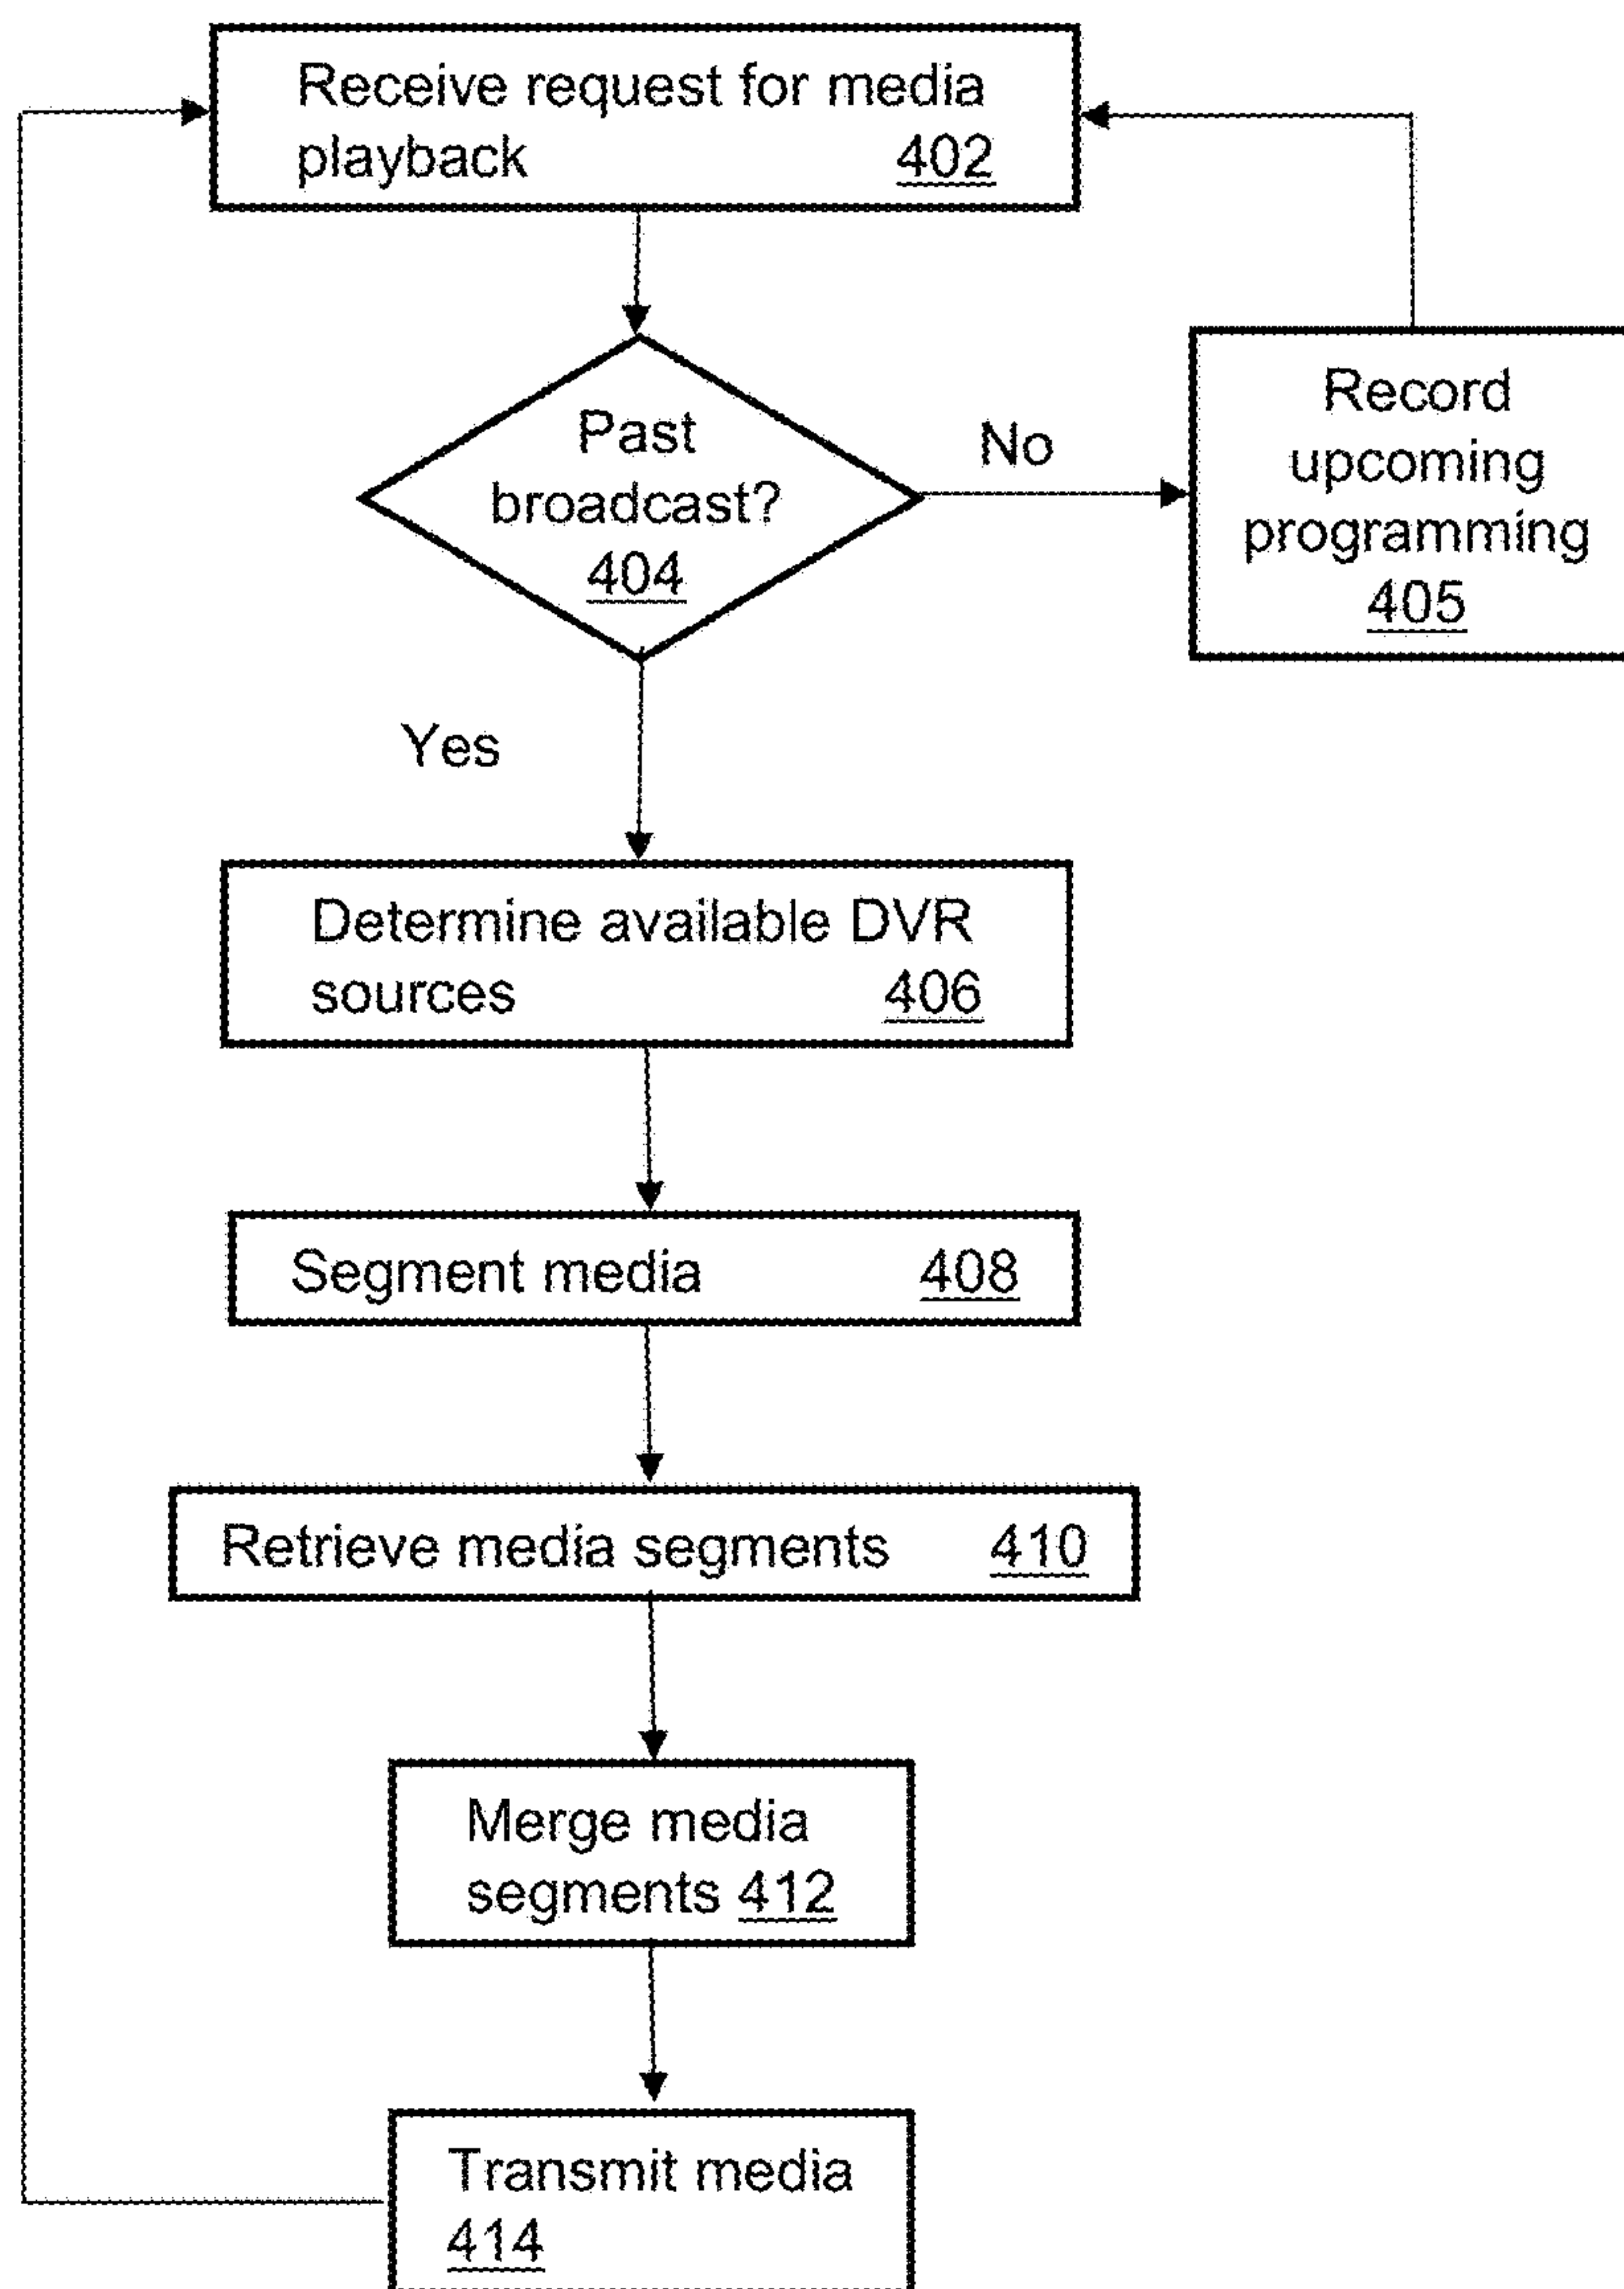 Receive request for media
playback 402
Past
broadcast?
404
No
Record
upcoming
programming
405
Yes
Determine available DVR
sources 406
Segment media 408
Retrieve media segments 410
Merge media
segments 412
Transmit media
414